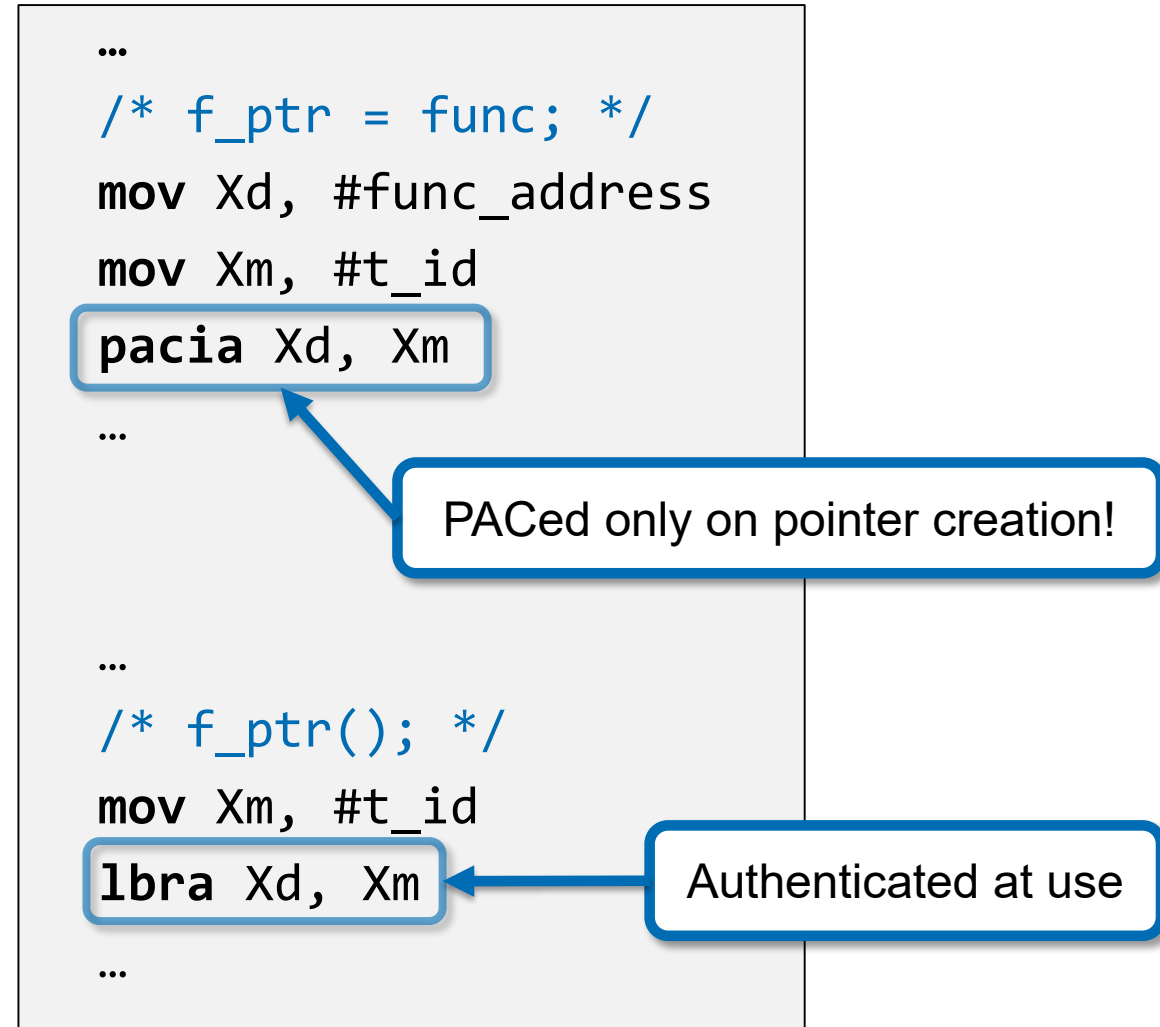 …
/* f_ptr = func; */
mov Xd, #func_address
mov Xm, #t_id
pacia Xd, Xm
…
PACed only on pointer creation!
…
/* f_ptr(); */
mov Xm, #t_id
lbra Xd, Xm
Authenticated at use
…